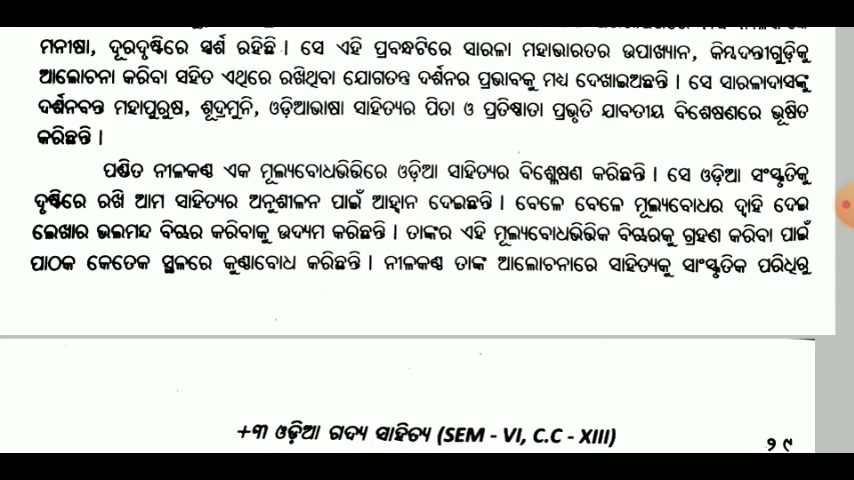 ମନୀଷା, ଦୂରଦୃଷ୍ଟିରେ ସ୍ପର୍ଶ ରହିଛି । ସେ ଏହି ପ୍ରବନ୍ଧଟିରେ ସାରଳା ମହାଭାରତର ଉପାଖ୍ୟାନ, କିମ୍ବଦନ୍ତୀଗୁଡ଼ିକୁ
ଆଲୋଚନା କରିବା ସହିତ ଏଥିରେ ରଖିଥିବା ଯୋଗତନ୍ତ୍ର ଦର୍ଶନର ପ୍ରଭାବକୁ ମଧ୍ୟ ଦେଖାଇଅଛନ୍ତି । ସେ ସାରଳାଦାସଙ୍କୁ
ଦର୍ଶନବନ୍ତ ମହାପୁରୁଷ, ଶୂଦ୍ରମୁନି, ଓଡ଼ିଆଭାଷା ସାହିତ୍ୟର ପିତା ଓ ପ୍ରତିଷ୍ଠାତା ପ୍ରଭୃତି ଯାବତୀୟ ବିଶେଷଣରେ ଭୂଷିତ
କରିଛନ୍ତି ।
ପଣ୍ଡିତ ନୀଳକଣ୍ଠ ଏକ ମୂଲ୍ୟବୋଧଭିଭିରେ ଓଡ଼ିଆ ସାହିତ୍ୟର ବିଶ୍ଳେଷଣ କରିଛନ୍ତି । ସେ ଓଡ଼ିଆ ସଂସ୍କୃତିକୁ
ଦୃଷ୍ଟିରେ ରଖି ଆମ ସାହିତ୍ୟର ଅନୁଶୀଳନ ପାଇଁ ଆହ୍ୱାନ ଦେଇଛନ୍ତି । ବେଳେ ବେଳେ ମୂଲ୍ୟବୋଧର ଦ୍ୱାହି ଦେଇ
ଲେଖାର ଭଲମନ୍ଦ ବିଚାର କରିବାକୁ ଉଦ୍ୟମ କରିଛନ୍ତି । ତାଙ୍କର ଏହି ମୂଲ୍ୟବୋଧଭିଭିକ ବିଚାରକୁ ଗ୍ରହଣ କରିବା ପାଇଁ
ପାଠକ କେତେକ ସ୍ଥଳରେ କୁଣ୍ଠାବୋଧ କରିଛନ୍ତି । ନୀଳକଣ୍ଠ ତାଙ୍କ ଆଲୋଚନାରେ ସାହିତ୍ୟକୁ ସାଂସ୍କୃତିକ ପରିଧିରୁ
+୩ ଓଡ଼ିଆ ଗଦ୍ୟ ସାହିତ୍ୟ (SEM - VI, C.C - XIII)
୨୯